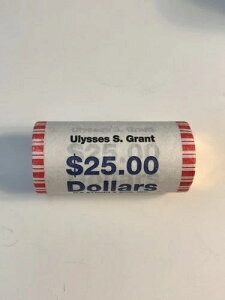 Ulysses S. Grant
$25.00
Dollars